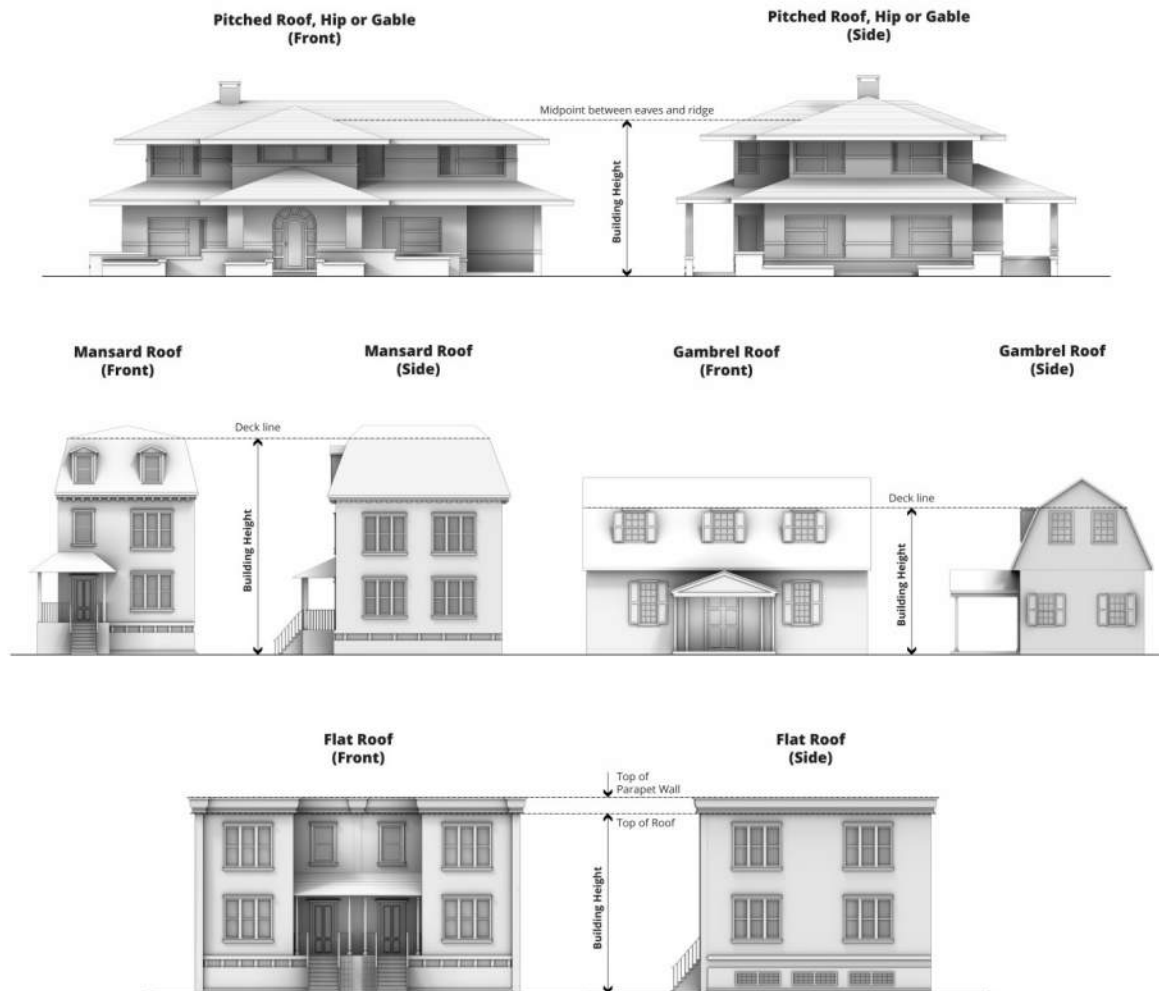 Pitched Roof, Hip or Gable
(Front)
Pitched Roof, Hip or Gable
(Side)
Midpoint between eaves and ridge
Building Height
Mansard Roof
(Front)
Mansard Roof
(Side)
Gambrel Roof
(Front)
Gambrel Roof
(Side)
Deck line
Building Height
Deck line
Building Height
Flat Roof
(Front)
Flat Roof
(Side)
Top of
Parapet Wall
Top of Roof
Building Height